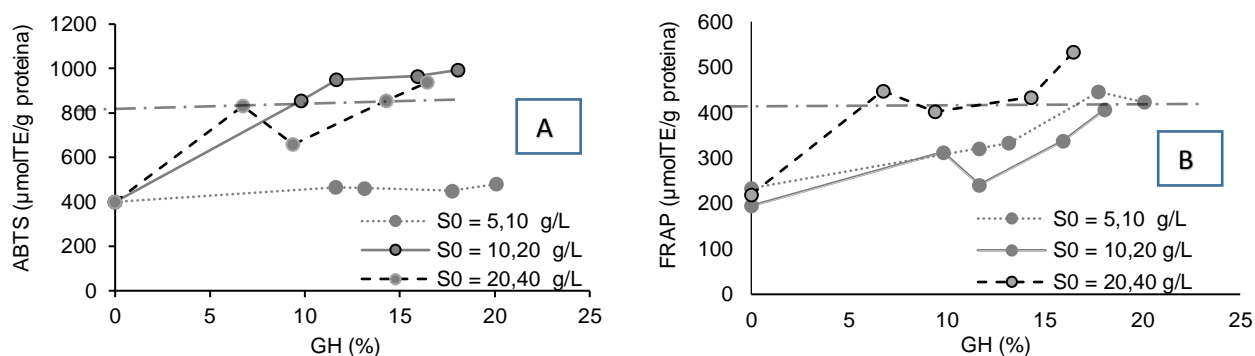 1200
1000
800
600
400
200
0
ABTS (µmolTE/g proteina)
0 5 10 15 20 25
GH (%)
A
S0 = 5,10 g/L
S0 = 10,20 g/L
S0 = 20,40 g/L
600
500
400
300
200
100
0
FRAP (µmolTE/g proteina)
0 5 10 15 20 25
GH (%)
B
S0 = 5,10 g/L
S0 = 10,20 g/L
S0 = 20,40 g/L